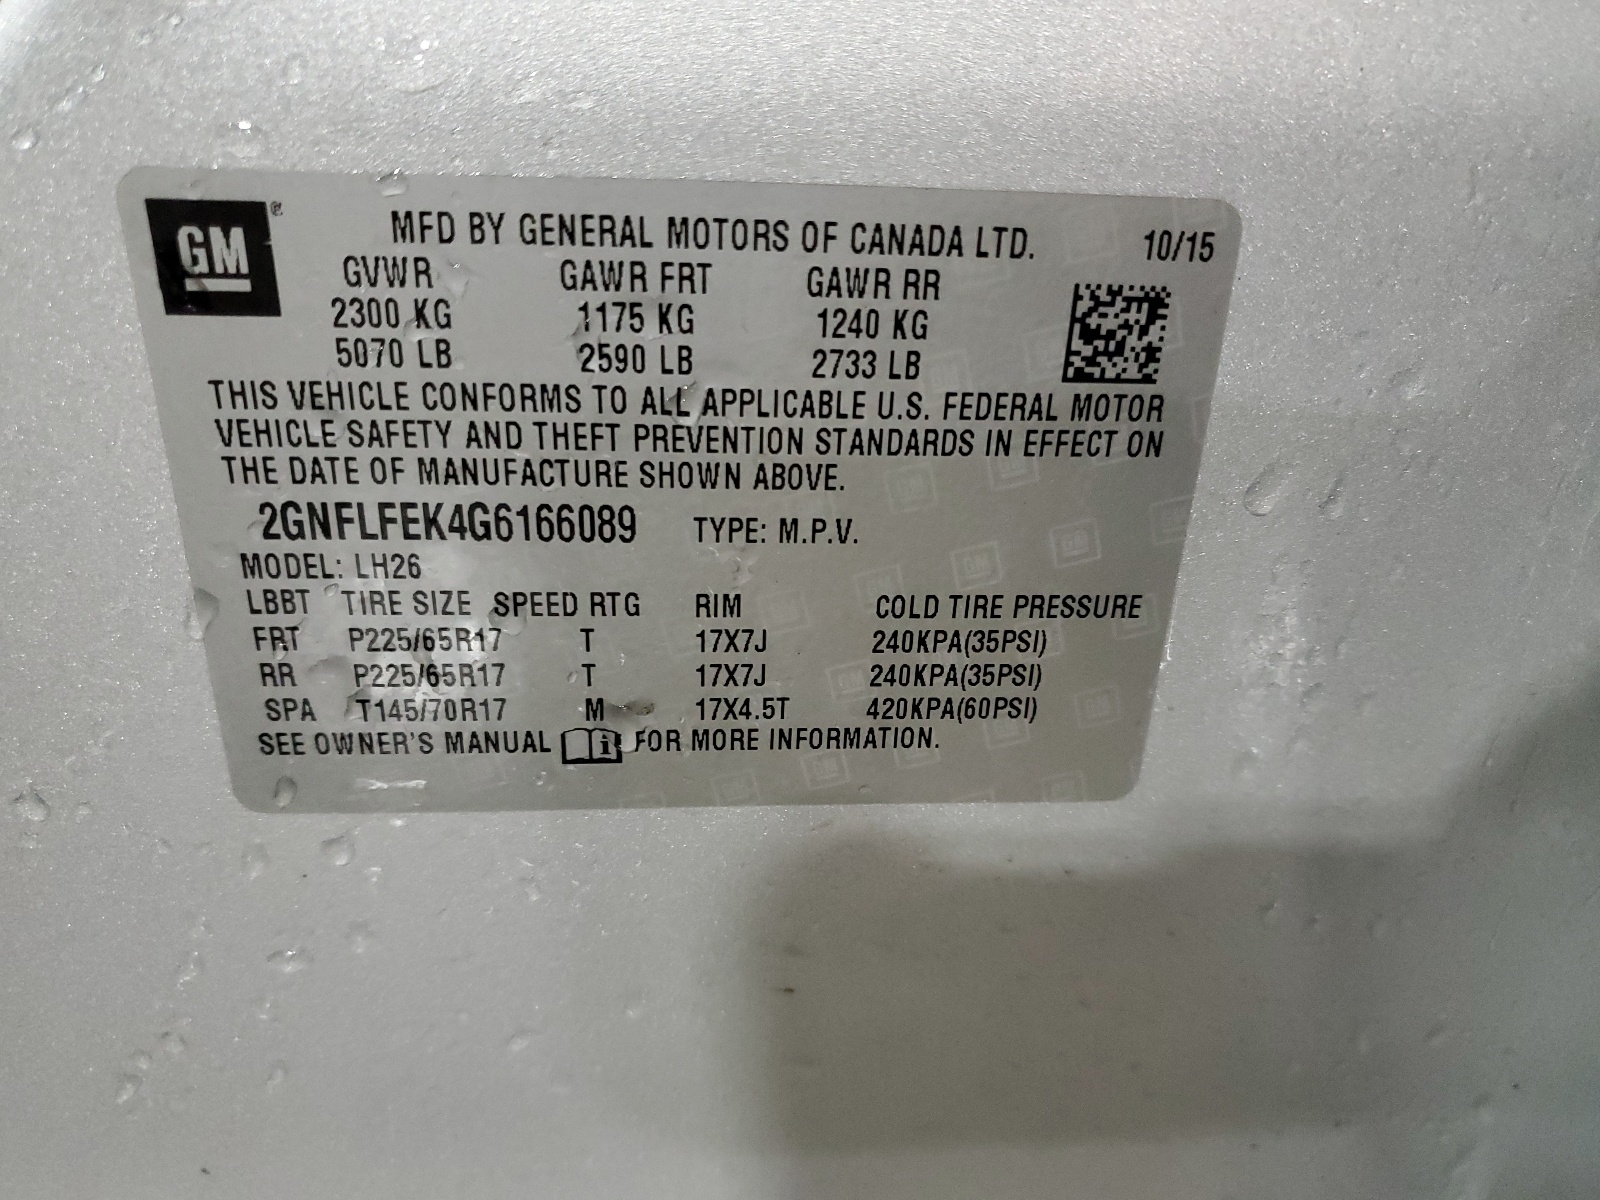 GM®
MFD BY GENERAL MOTORS OF CANADA LTD. 10/15
GVWR GAWR FRT GAWR RR
2300 KG 1175 KG 1240 KG
5070 LB 2590 LB 2733 LB
THIS VEHICLE CONFORMS TO ALL APPLICABLE U.S. FEDERAL MOTOR
VEHICLE SAFETY AND THEFT PREVENTION STANDARDS IN EFFECT ON
THE DATE OF MANUFACTURE SHOWN ABOVE.
2GNFLFEK4G6166089 TYPE: M.P.V.
MODEL: LH26
LBBT TIRE SIZE SPEED RTG RIM COLD TIRE PRESSURE
FRT P225/65R17 T 17X7J 240KPA(35PSI)
RR P225/65R17 T 17X7J 240KPA(35PSI)
SPA T145/70R17 M 17X4.5T 420KPA(60PSI)
SEE OWNER'S MANUAL i FOR MORE INFORMATION.